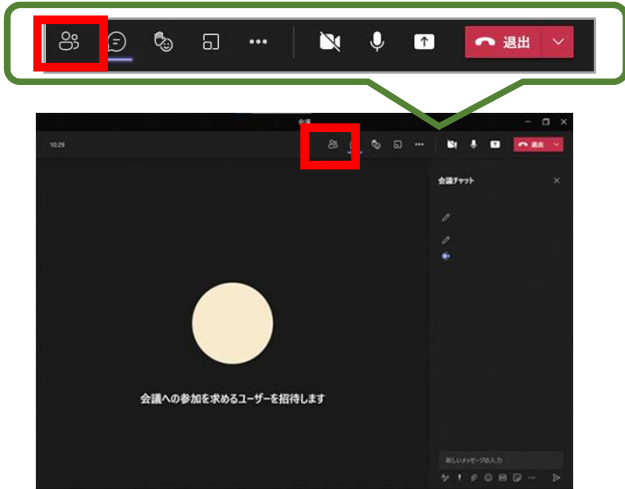 退出
会議
10:29
退出
会議チャット
会議への参加を求めるユーザーを招待します
新しいメッセージの入力